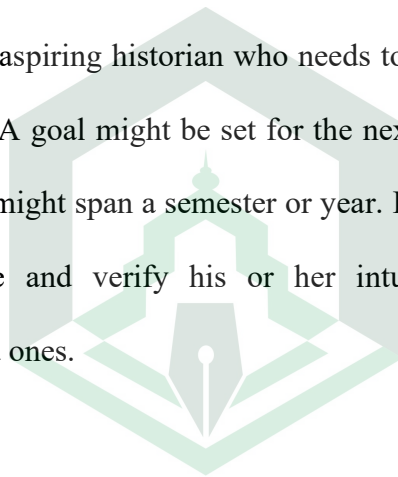 aspiring historian who needs to
A goal might be set for the nex
might span a semester or year. I
and verify his or her intu
ones.